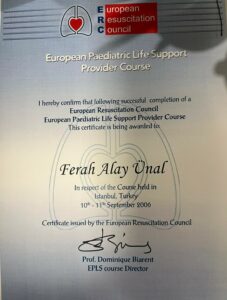 E European
R Resuscitation
C Council
European Paediatric Life Support
Provider Course
I hereby confirm that following successful completion of a
European Resuscitation Council
European Paediatric Life Support Provider Course
This certificate is being awarded to:
Ferah Alay Ünal
In respect of the Course held in
Istanbul, Turkey
10th - 11th September 2006
Certificate issued by the European Resuscitation Council
Prof. Dominique Biarent
EPLS course Director